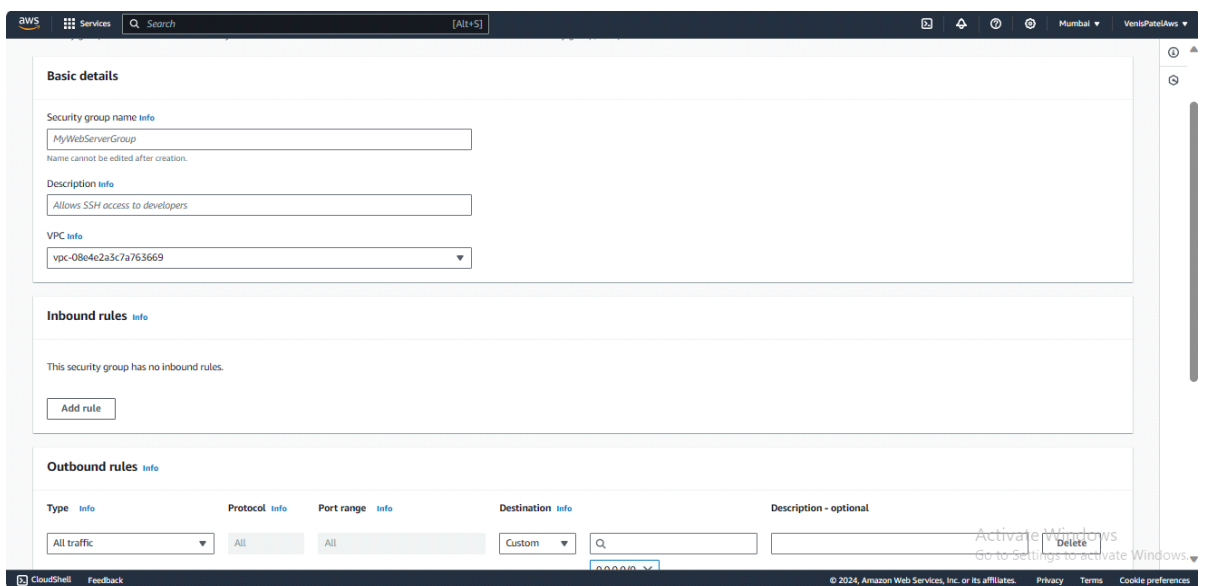 aws Services Search [Alt+S] Mumbai VenisPatelAws
Basic details
Security group name Info
MyWebServerGroup
Name cannot be edited after creation.
Description Info
Allows SSH access to developers
VPC Info
vpc-08e4e2a3c7a763669
Inbound rules Info
This security group has no inbound rules.
Add rule
Outbound rules Info
Type Info Protocol Info Port range Info Destination Info Description - optional
All traffic All All Custom Delete
Activate Windows
Go to Settings to activate Windows.
0.0.0.0/0
CloudShell Feedback © 2024, Amazon Web Services, Inc. or its affiliates. Privacy Terms Cookie preferences